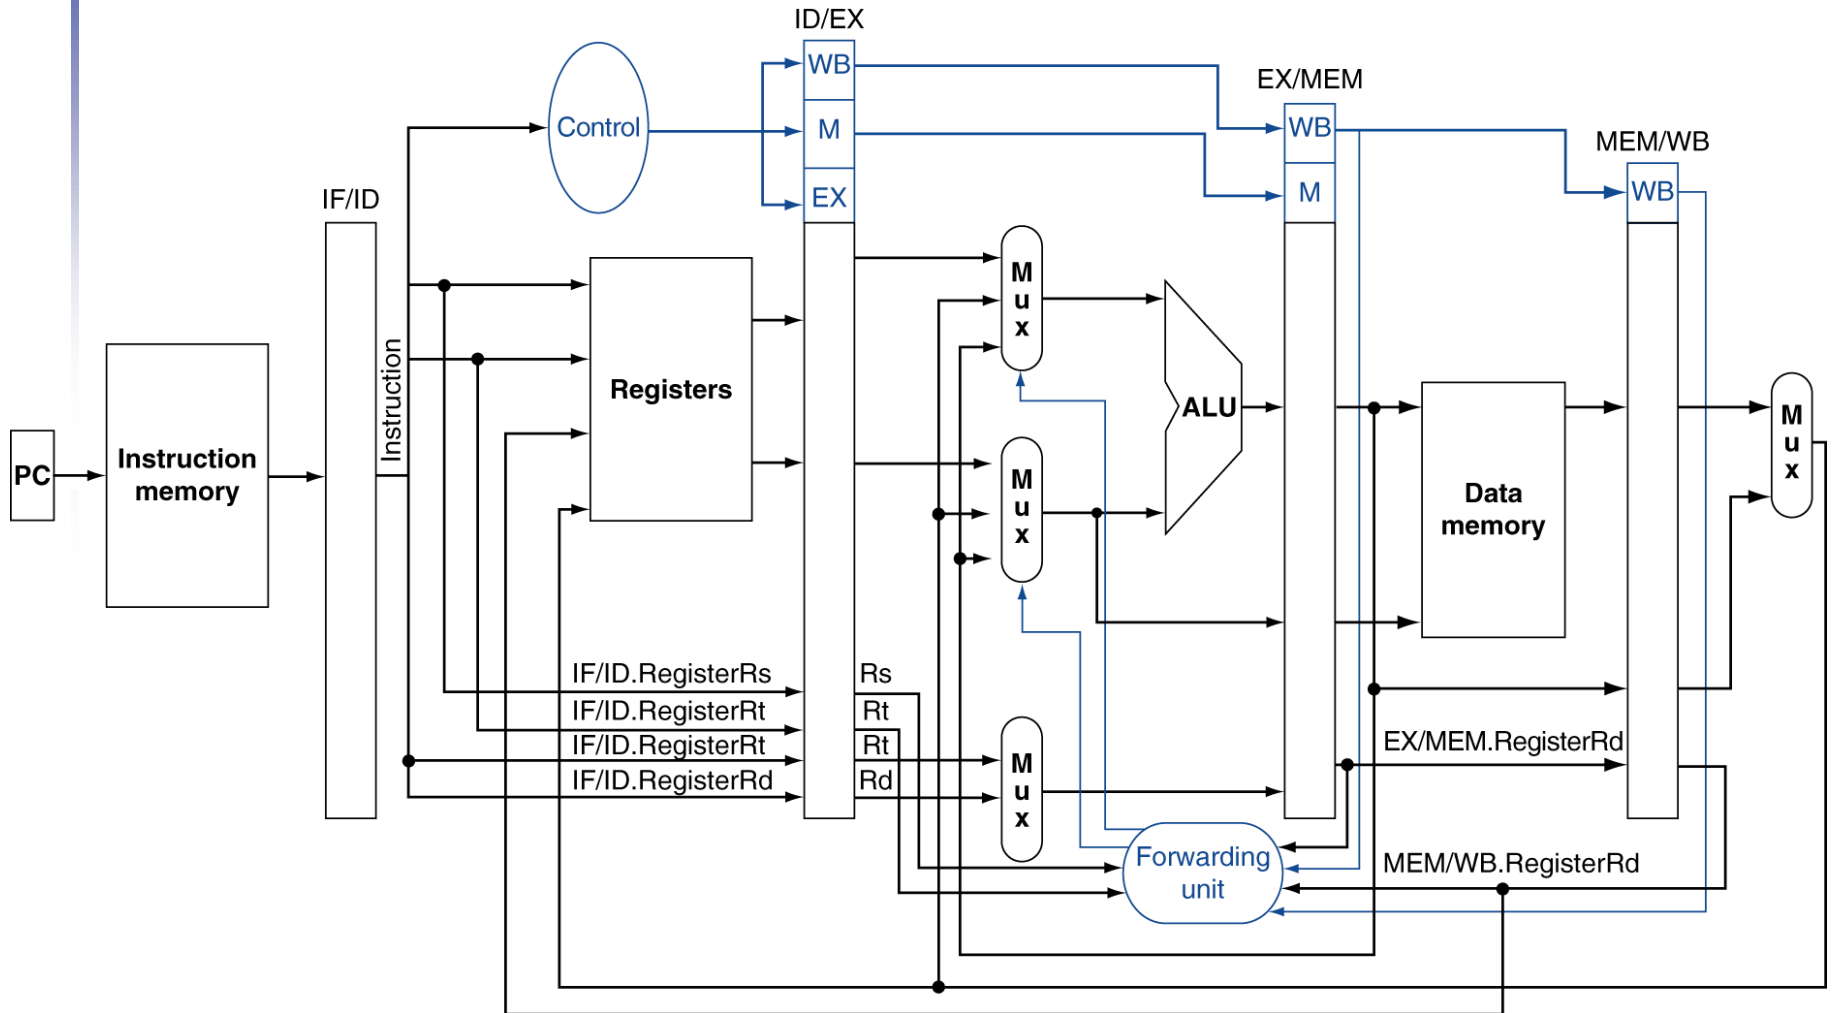 ID/EX
WB
M
EX
Control
EX/MEM
WB
M
MEM/WB
WB
IF/ID
Instruction
PC
Instruction
memory
Registers
M
u
x
M
u
x
ALU
Data
memory
M
u
x
IF/ID.RegisterRs
IF/ID.RegisterRt
IF/ID.RegisterRt
IF/ID.RegisterRd
Rs
Rt
Rt
Rd
M
u
x
EX/MEM.RegisterRd
Forwarding
unit
MEM/WB.RegisterRd